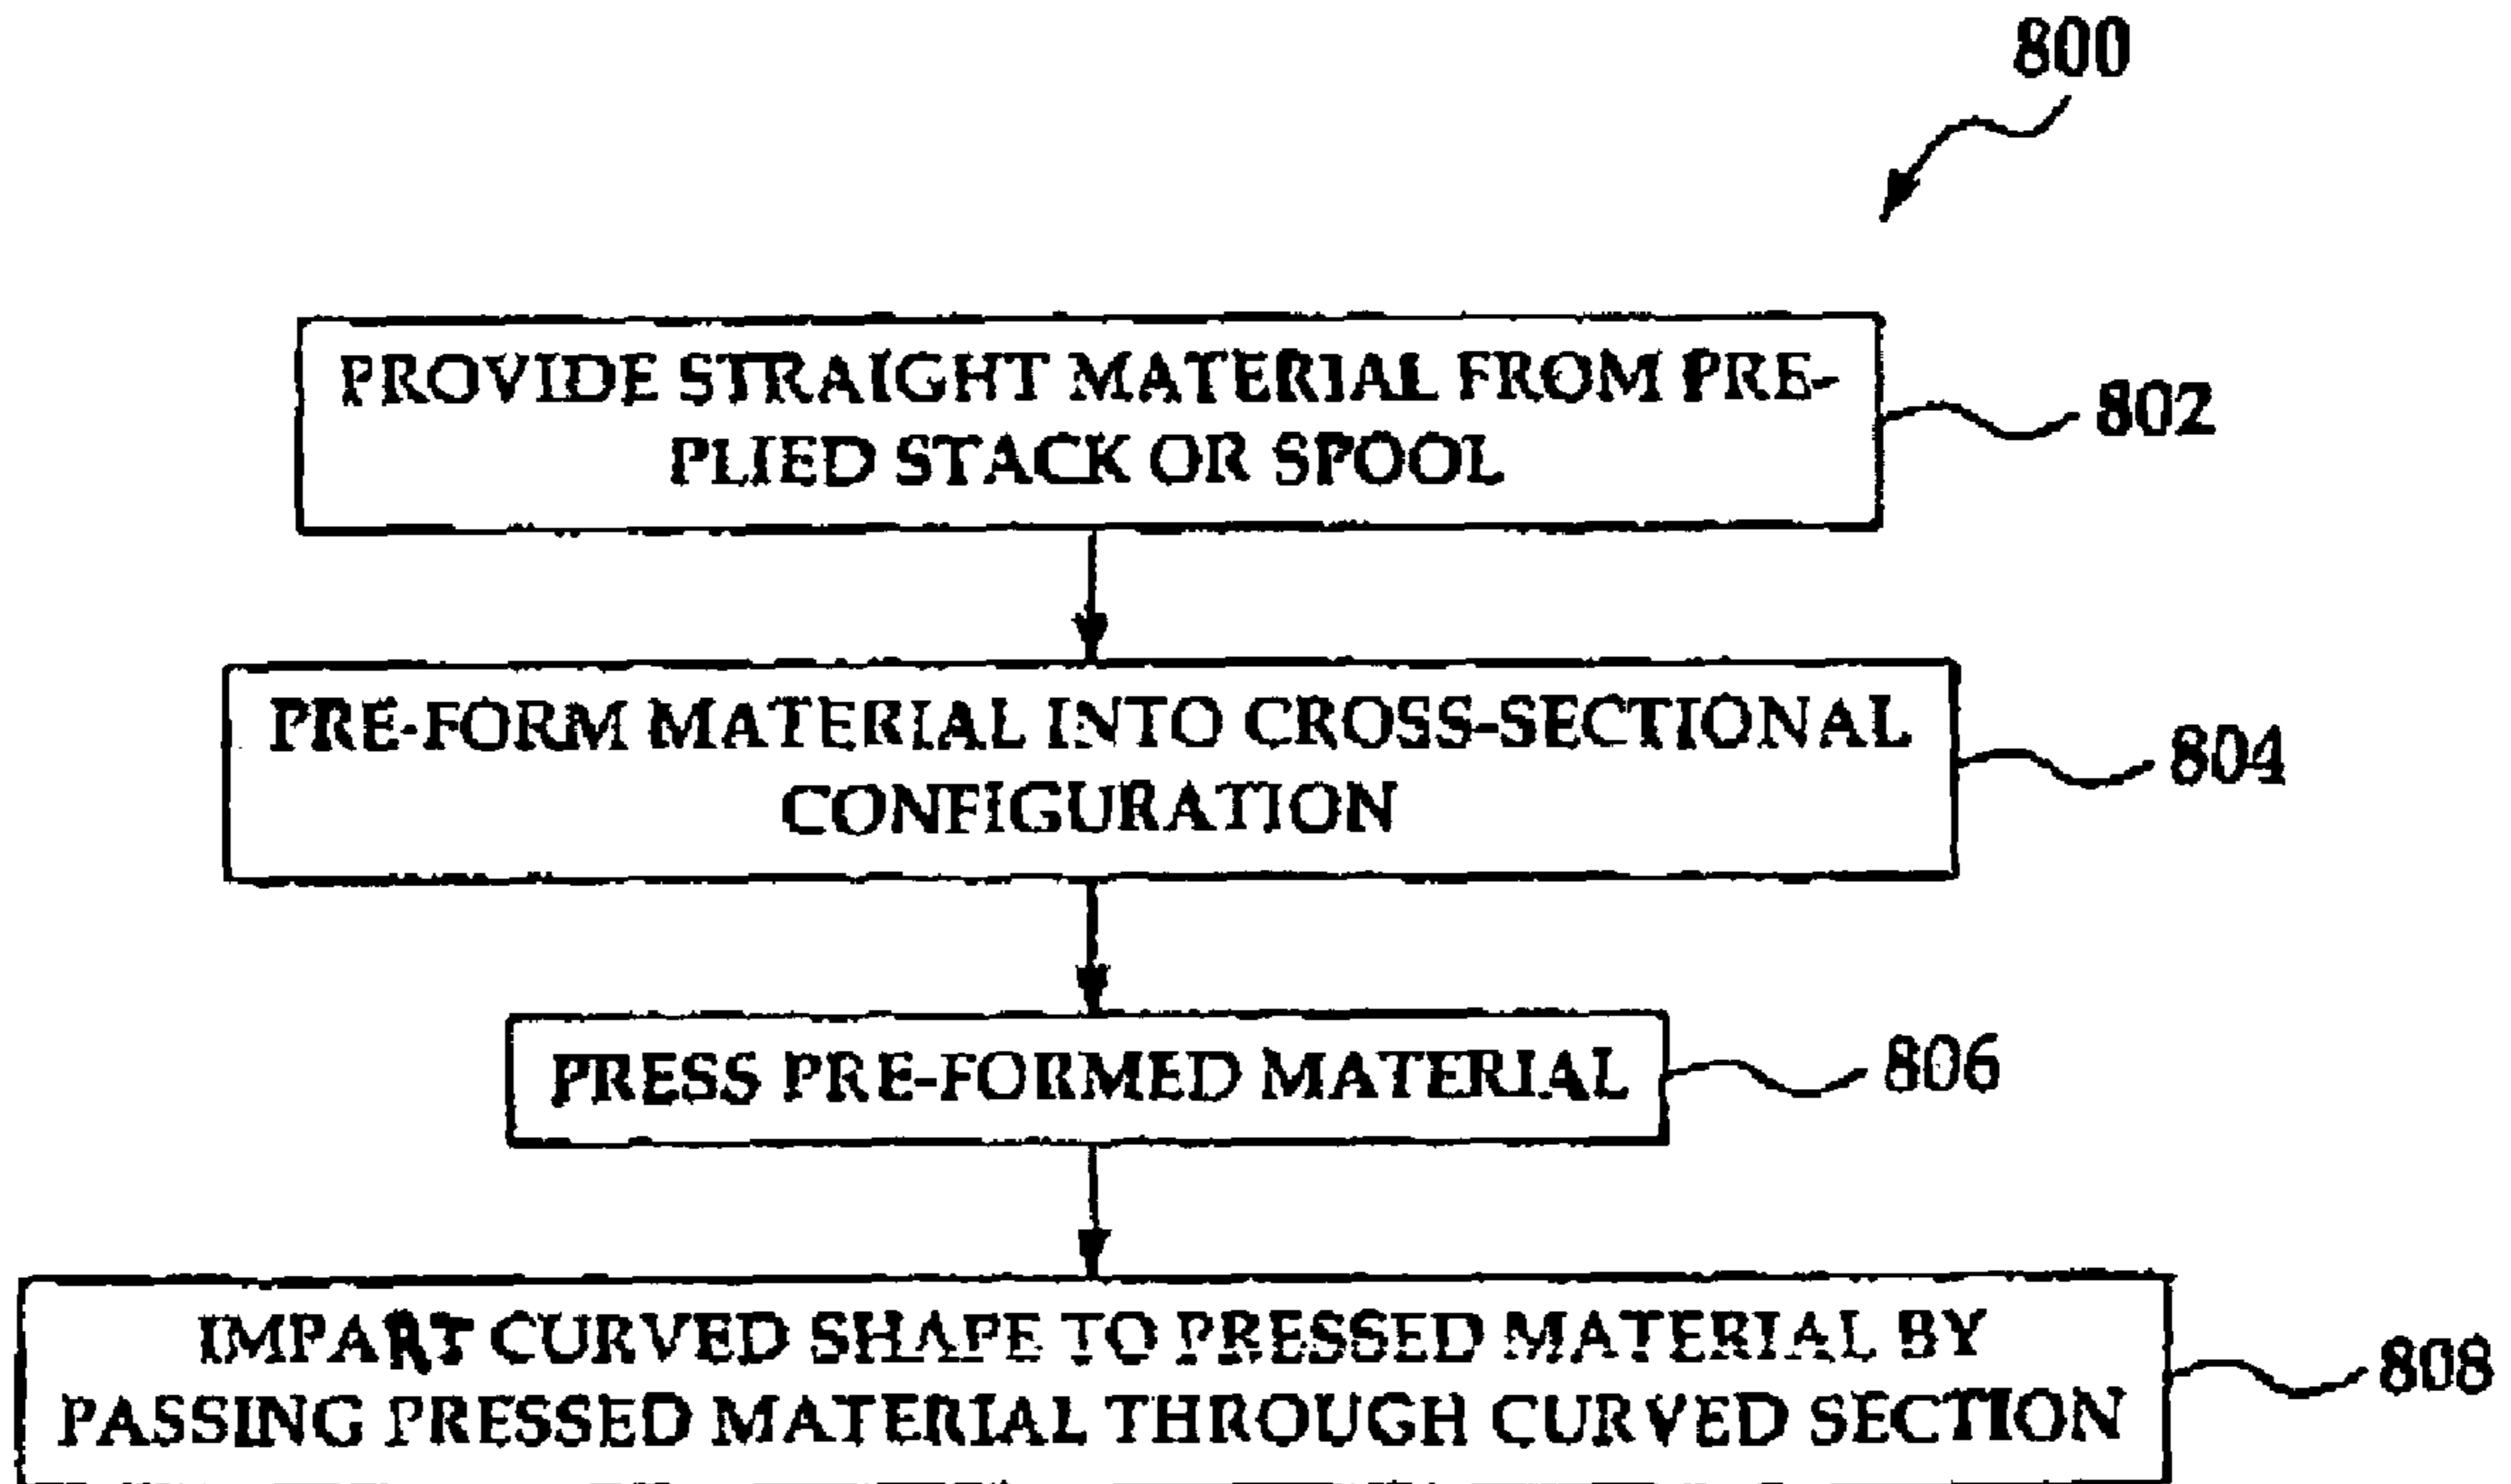 800
PROVIDE STRAIGHT MATERIAL FROM PRE-
PLIED STACK OR SPOOL
802
PRE-FORM MATERIAL INTO CROSS-SECTIONAL
CONFIGURATION
804
PRESS PRE-FORMED MATERIAL
806
IMPART CURVED SHAPE TO PRESSED MATERIAL BY
PASSING PRESSED MATERIAL THROUGH CURVED SECTION
808